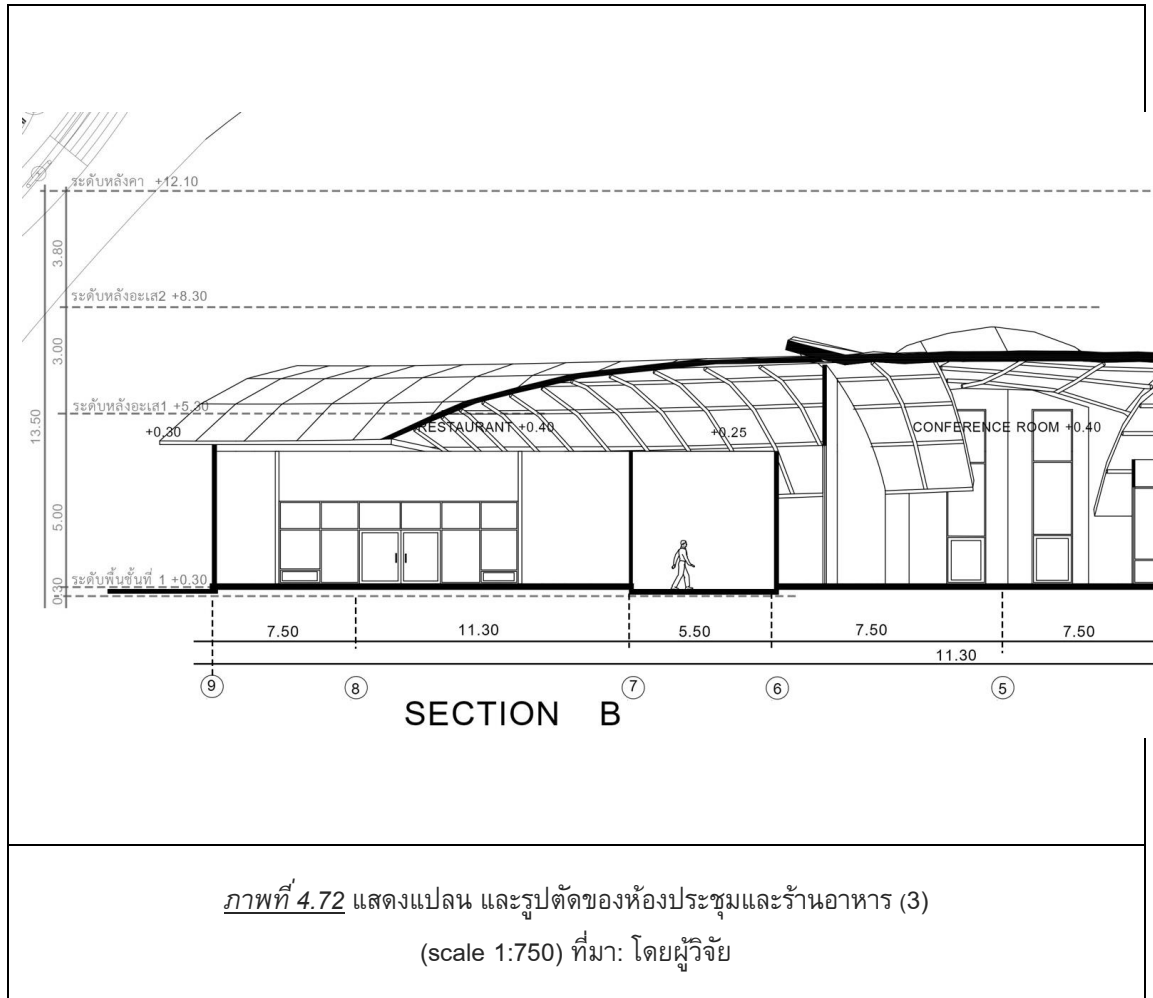 ระดับหลังคา +12.10
3.80
ระดับหลังอะเส2 +8.30
3.00
13.50
ระดับหลังอะเส1 +5.30
+0.30
RESTAURANT +0.40
+0.25
CONFERENCE ROOM +0.40
5.00
ระดับพื้นชั้นที่ 1 +0.30
0.30
7.50 11.30 5.50 7.50 7.50
11.30
9 8 7 6 5
SECTION B
ภาพที่ 4.72 แสดงแปลน และรูปตัดของห้องประชุมและร้านอาหาร (3)
(scale 1:750) ที่มา: โดยผู้วิจัย